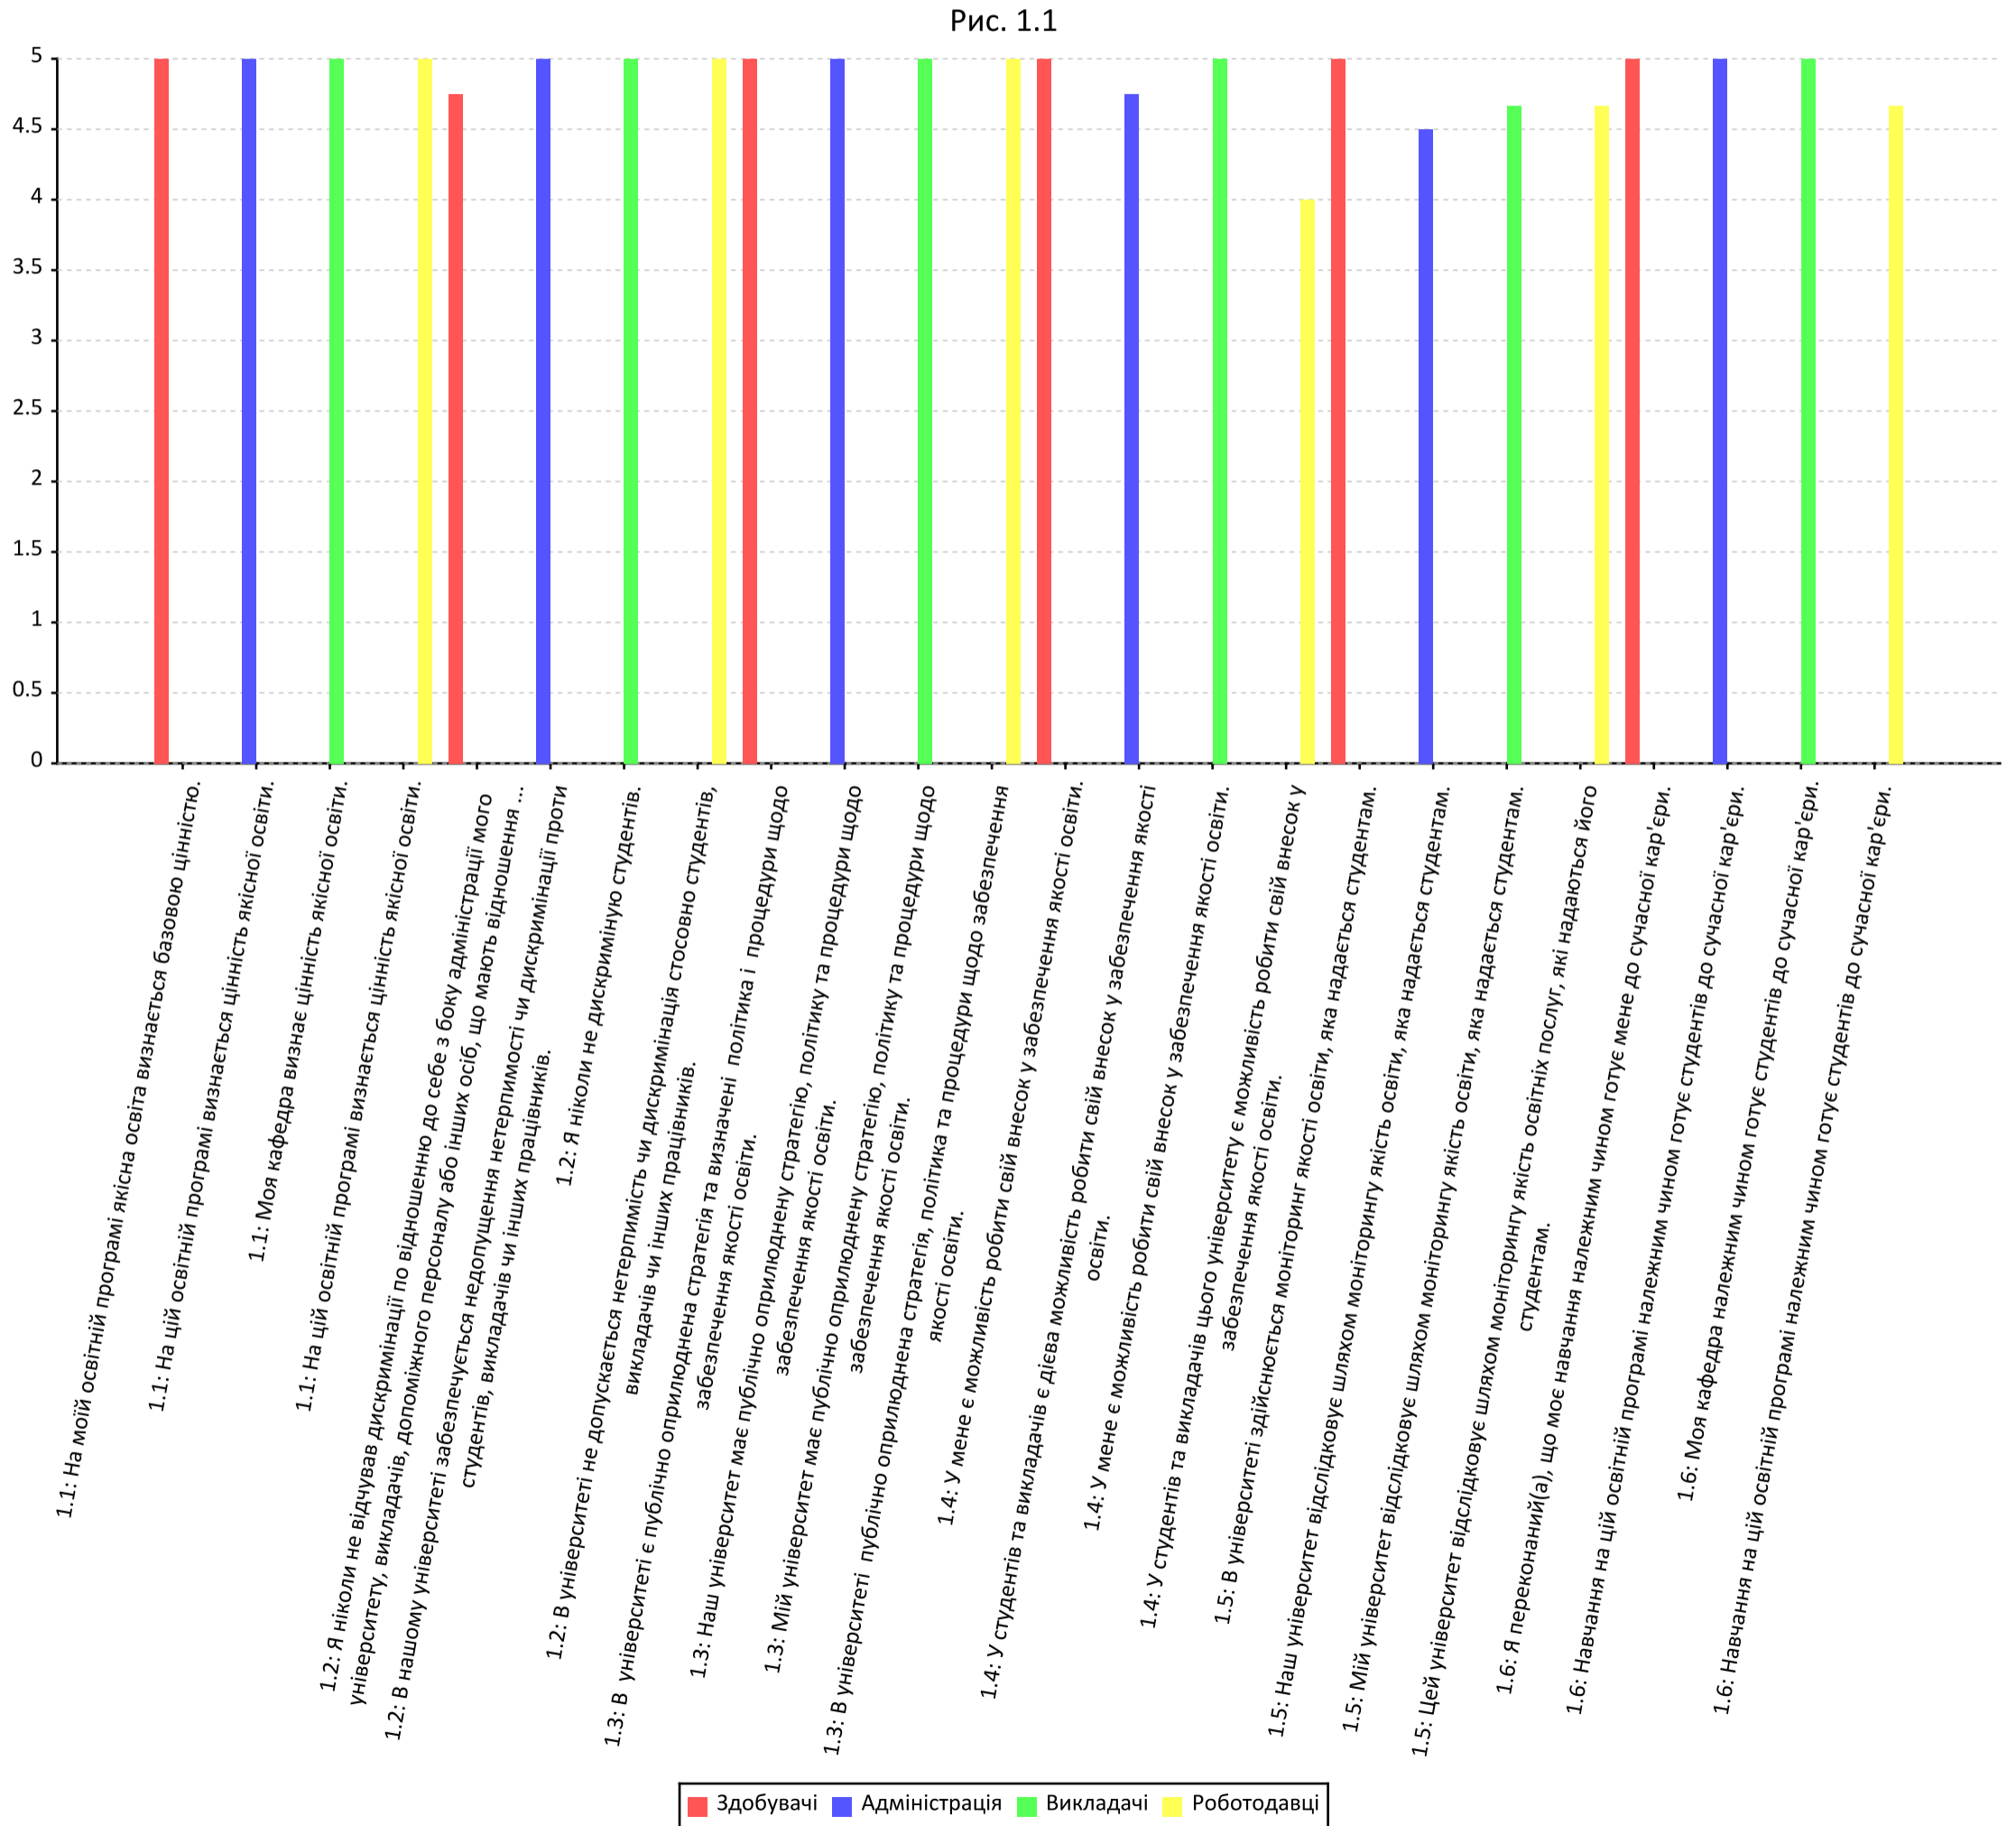 Рис. 1.1
5
4.5
4
3.5
3
2.5
2
1.5
1
0.5
0
1.1: На моїй освітній програмі якісна освіта визнається базовою цінністю.
1.1: На цій освітній програмі визнається цінність якісної освіти.
1.1: Моя кафедра визнає цінність якісної освіти.
1.1: На цій освітній програмі визнається цінність якісної освіти.
1.2: Я ніколи не відчував дискримінації по відношенню до себе з боку адміністрації мого
університету, викладачів, допоміжного персоналу або інших осіб, що мають відношення ...
1.2: В нашому університеті забезпечується недопущення нетерпимості чи дискримінації проти
студентів, викладачів чи інших працівників.
1.2: Я ніколи не дискриміную студентів.
1.2: В університеті не допускається нетерпимість чи дискримінація стосовно студентів,
викладачів чи інших працівників.
1.3: В  університеті є публічно оприлюднена стратегія та визначені  політика і  процедури щодо
забезпечення якості освіти.
1.3: Наш університет має публічно оприлюднену стратегію, політику та процедури щодо
забезпечення якості освіти.
1.3: Мій університет має публічно оприлюднену стратегію, політику та процедури щодо
забезпечення якості освіти.
1.3: В університеті  публічно оприлюднена стратегія, політика та процедури щодо забезпечення
якості освіти.
1.4: У мене є можливість робити свій внесок у забезпечення якості освіти.
1.4: У студентів та викладачів є дієва можливість робити свій внесок у забезпечення якості
освіти.
1.4: У мене є можливість робити свій внесок у забезпечення якості освіти.
1.4: У студентів та викладачів цього університету є можливість робити свій внесок у
забезпечення якості освіти.
1.5: В університеті здійснюється моніторинг якості освіти, яка надається студентам.
1.5: Наш університет відслідковує шляхом моніторингу якість освіти, яка надається студентам.
1.5: Мій університет відслідковує шляхом моніторингу якість освіти, яка надається студентам.
1.5: Цей університет відслідковує шляхом моніторингу якість освітніх послуг, які надаються його
студентам.
1.6: Я переконаний(а), що моє навчання належним чином готує мене до сучасної кар'єри.
1.6: Навчання на цій освітній програмі належним чином готує студентів до сучасної кар'єри.
1.6: Моя кафедра належним чином готує студентів до сучасної кар'єри.
1.6: Навчання на цій освітній програмі належним чином готує студентів до сучасної кар'єри.
Здобувачі Адміністрація Викладачі Роботодавці